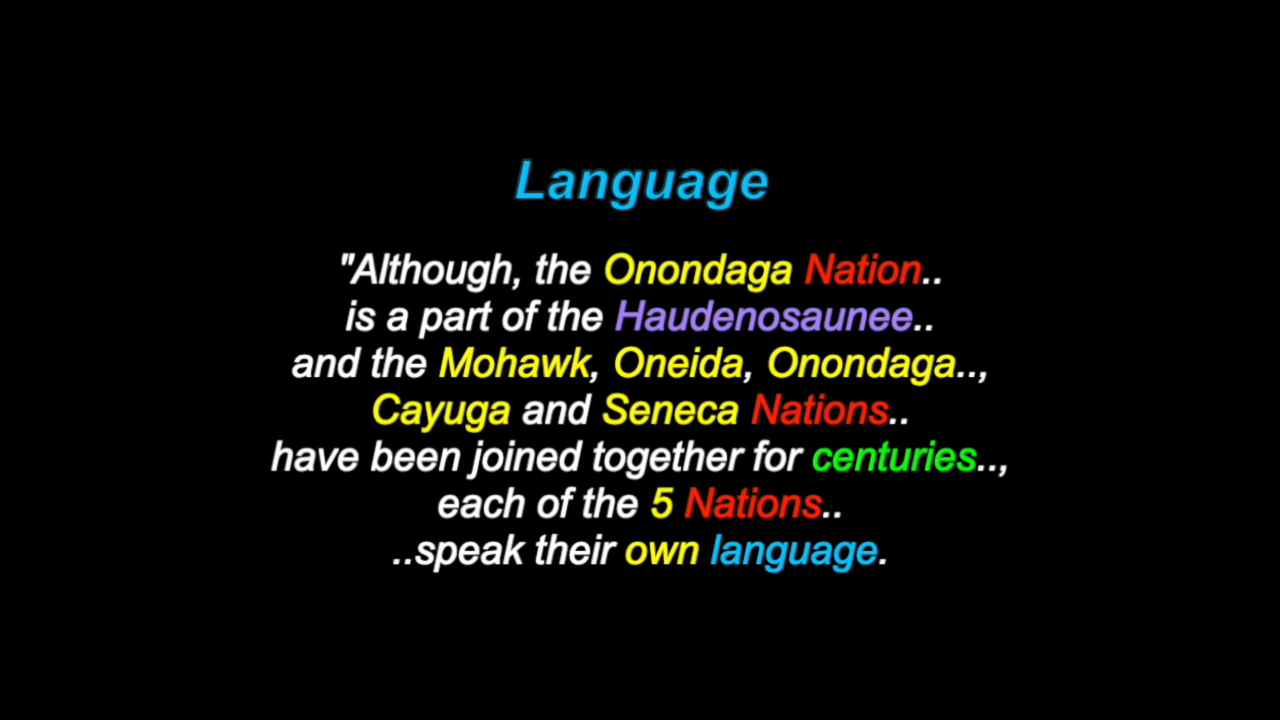 Language
"Although, the Onondaga Nation..
is a part of the Haudenosaunee..
and the Mohawk, Oneida, Onondaga..,
Cayuga and Seneca Nations..
have been joined together for centuries..,
each of the 5 Nations..
..speak their own language.